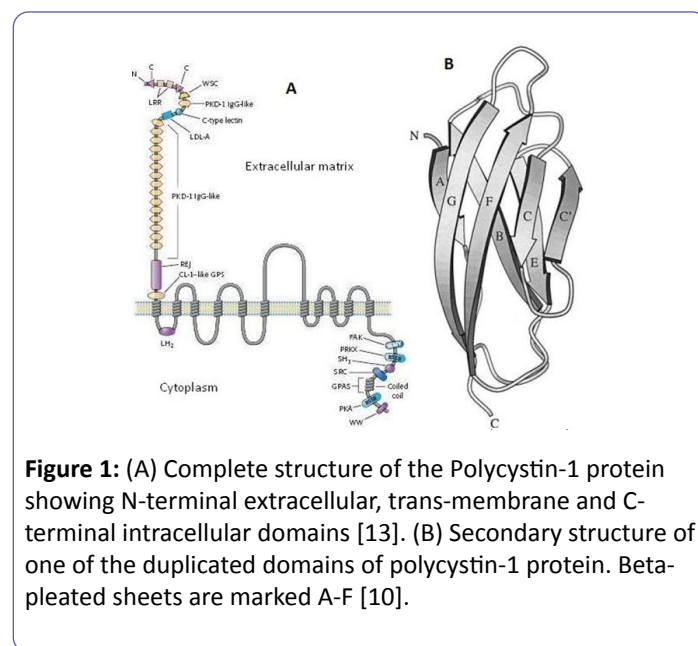 A
B
N
C
C
LRR
WSC
PKD-1 IgG-like
C-type lectin
LDL-A
Extracellular matrix
PKD-1 IgG-like
REJ
CL-1-like GPS
LH2
Cytoplasm
FAK
PRKX
SH3
SRC
GPAS
Coiled
coil
PKA
WW
N
A
G
F
B
C
C'
E
C
Figure 1: (A) Complete structure of the Polycystin-1 protein
showing N-terminal extracellular, trans-membrane and C-
terminal intracellular domains [13]. (B) Secondary structure of
one of the duplicated domains of polycystin-1 protein. Beta-
pleated sheets are marked A-F [10].